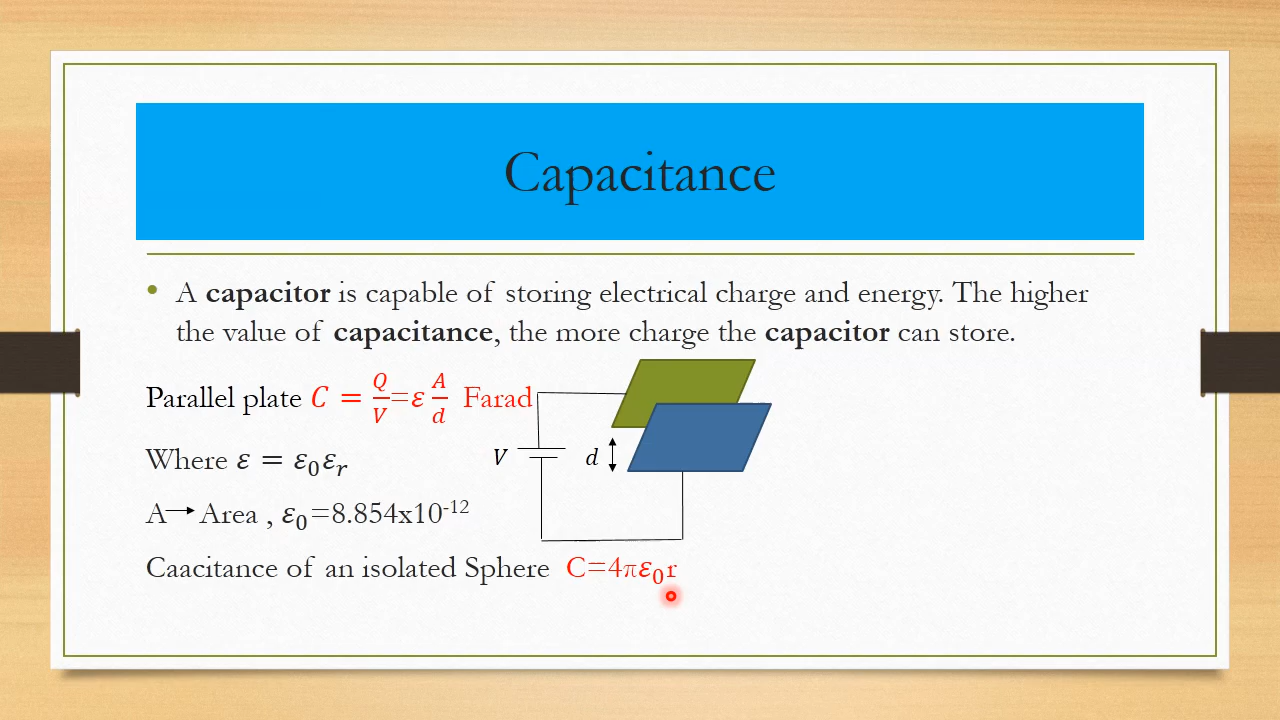 Capacitance
• A capacitor is capable of storing electrical charge and energy. The higher
the value of capacitance, the more charge the capacitor can store.
Parallel plate C = Q/V=ε A/d Farad
Where ε = ε₀εᵣ
V d
A→Area , ε₀=8.854x10⁻¹²
Caacitance of an isolated Sphere C=4πε₀r